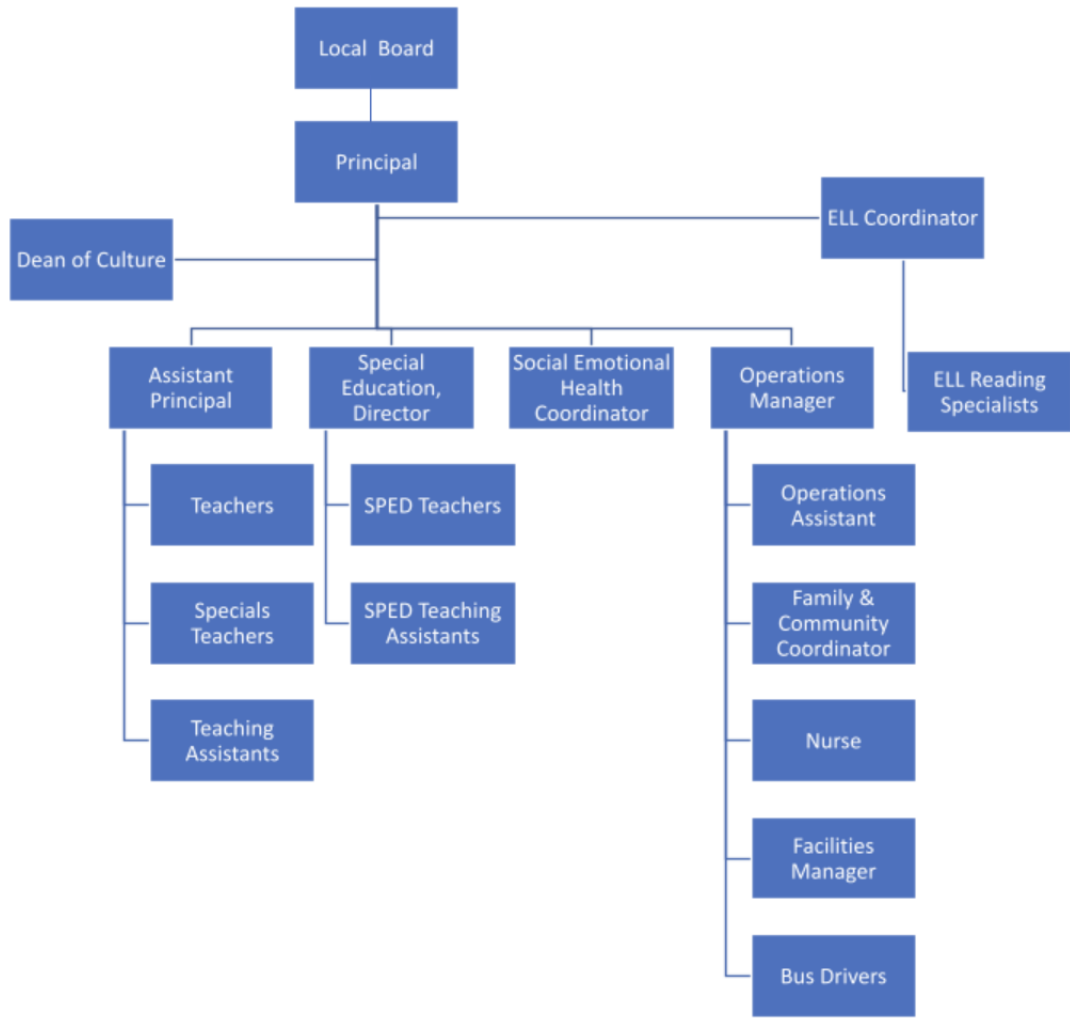 Local Board
Principal
ELL Coordinator
Dean of Culture
Assistant
Principal
Special
Education,
Director
Social Emotional
Health
Coordinator
Operations
Manager
ELL Reading
Specialists
Teachers
SPED Teachers
Operations
Assistant
Specials
Teachers
SPED Teaching
Assistants
Family &
Community
Coordinator
Teaching
Assistants
Nurse
Facilities
Manager
Bus Drivers